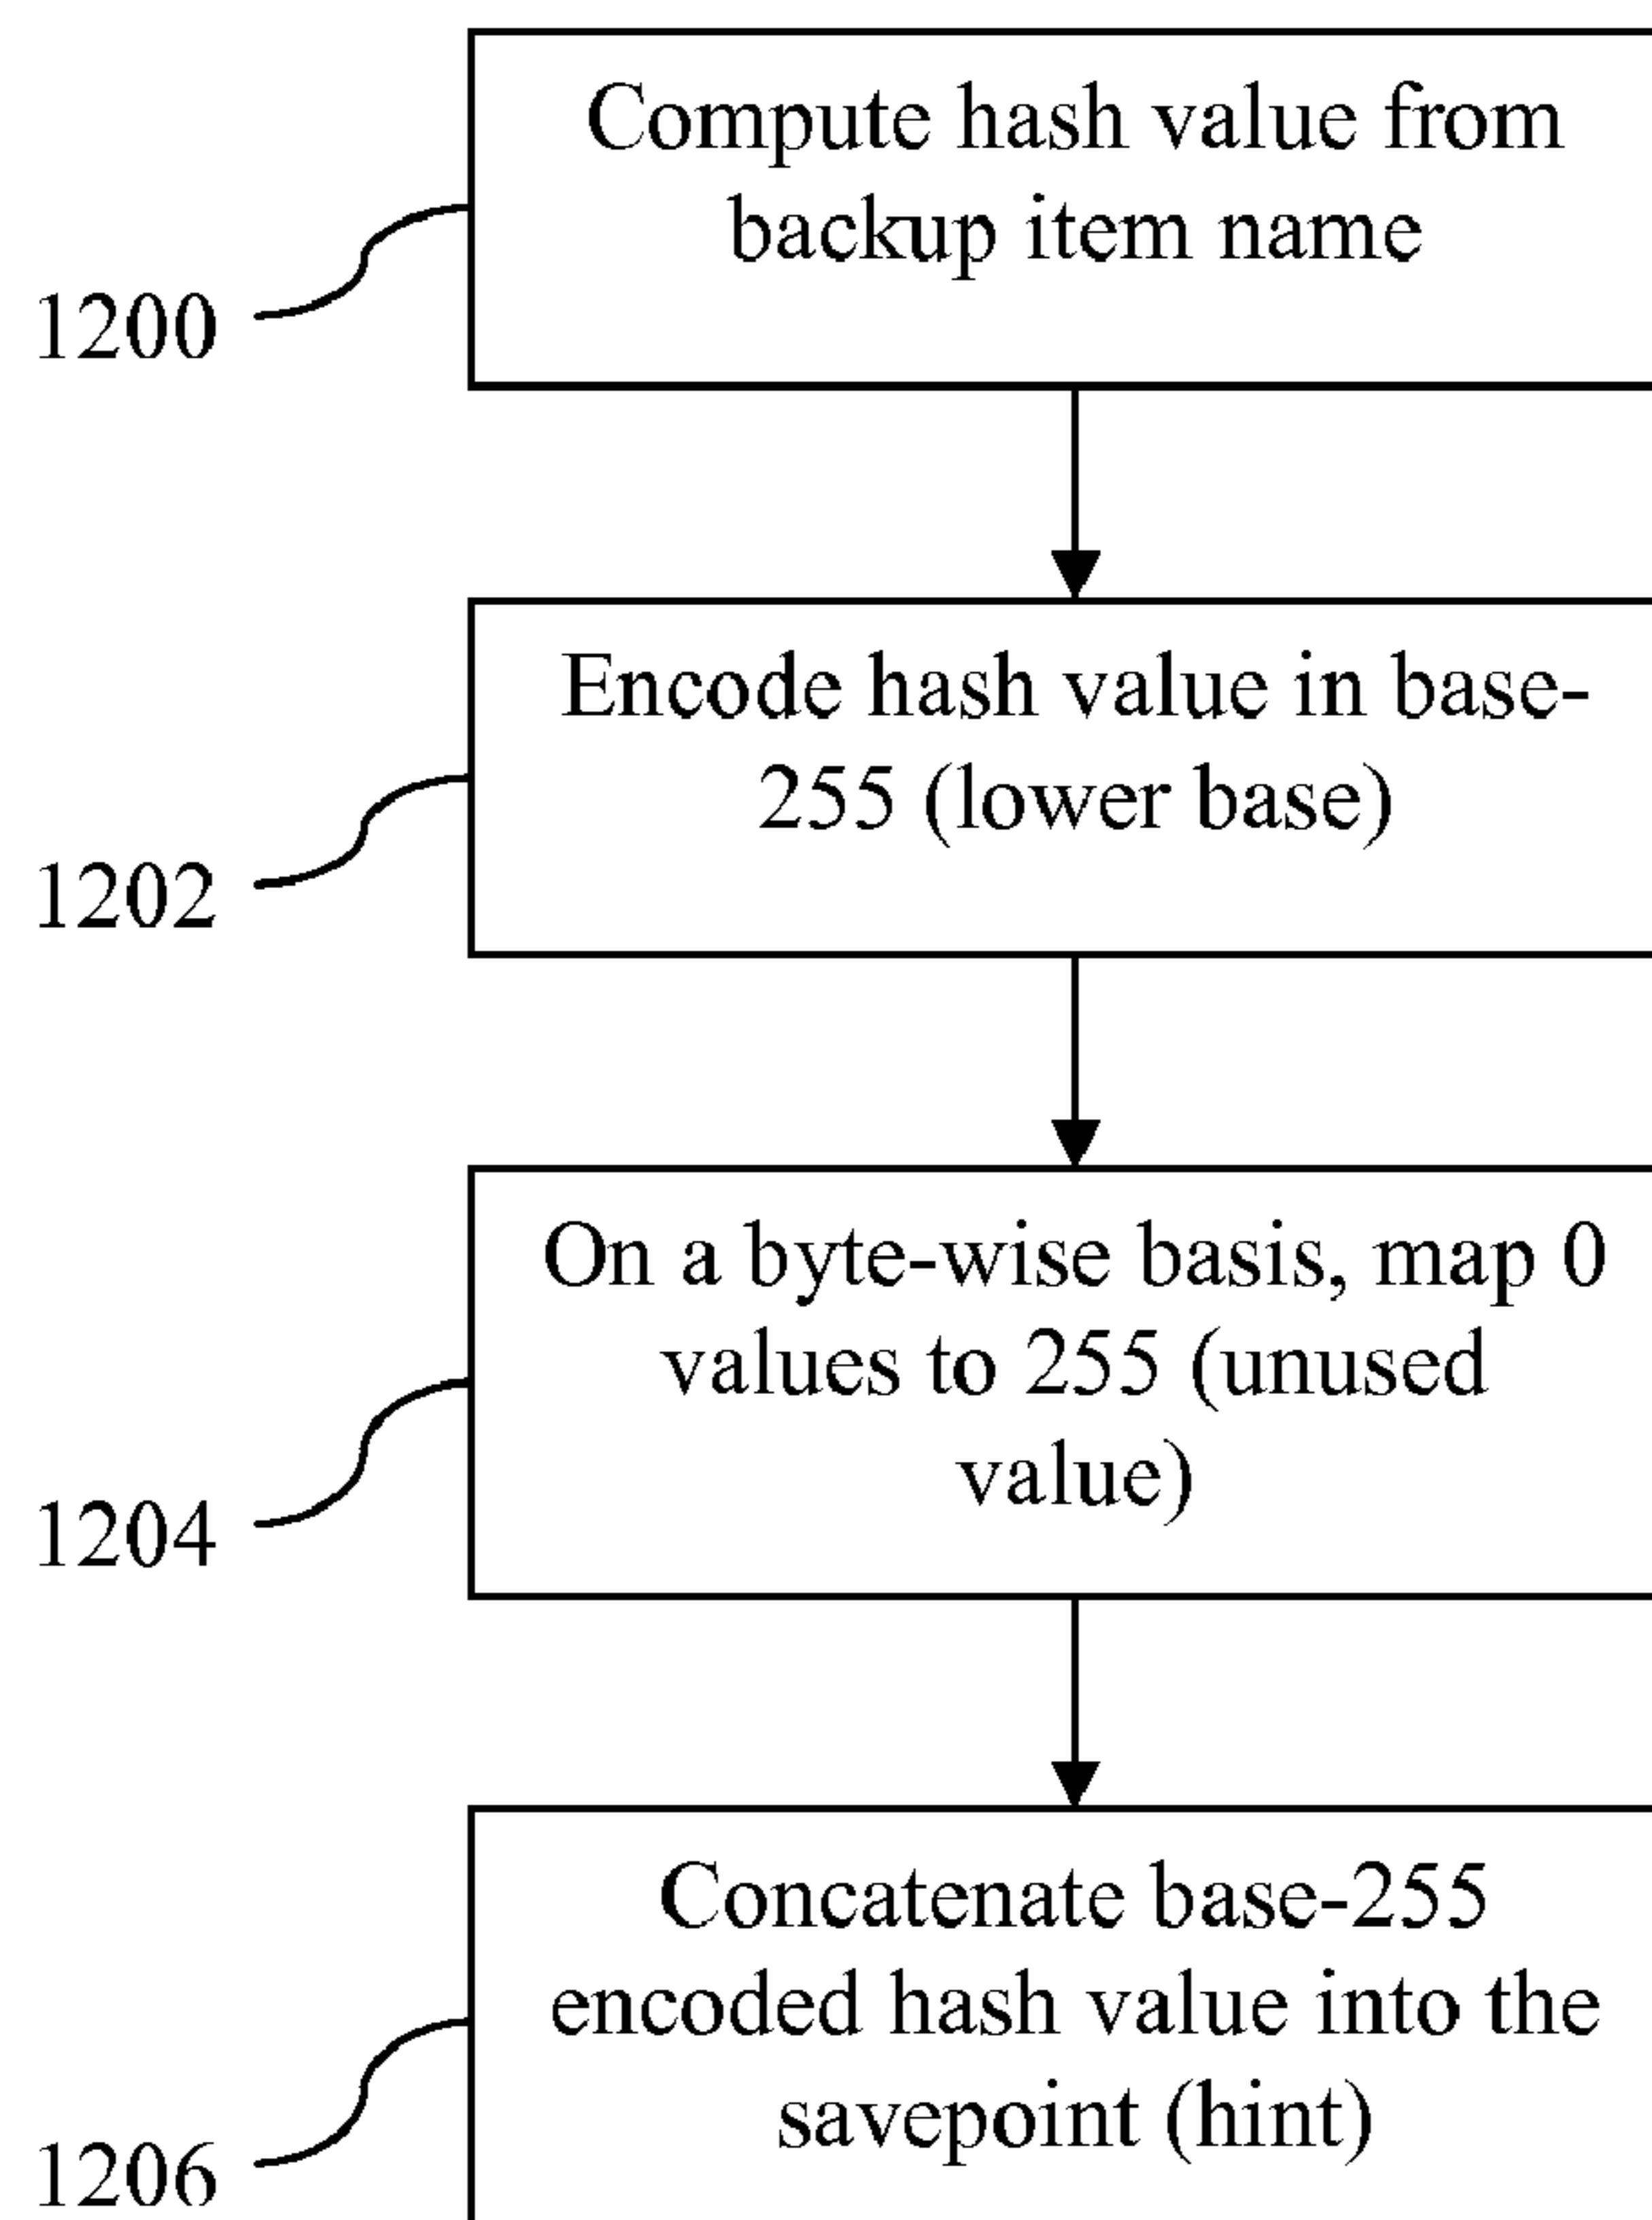 Compute hash value from
backup item name
1200
Encode hash value in base-
255 (lower base)
1202
On a byte-wise basis, map 0
values to 255 (unused
value)
1204
Concatenate base-255
encoded hash value into the
savepoint (hint)
1206